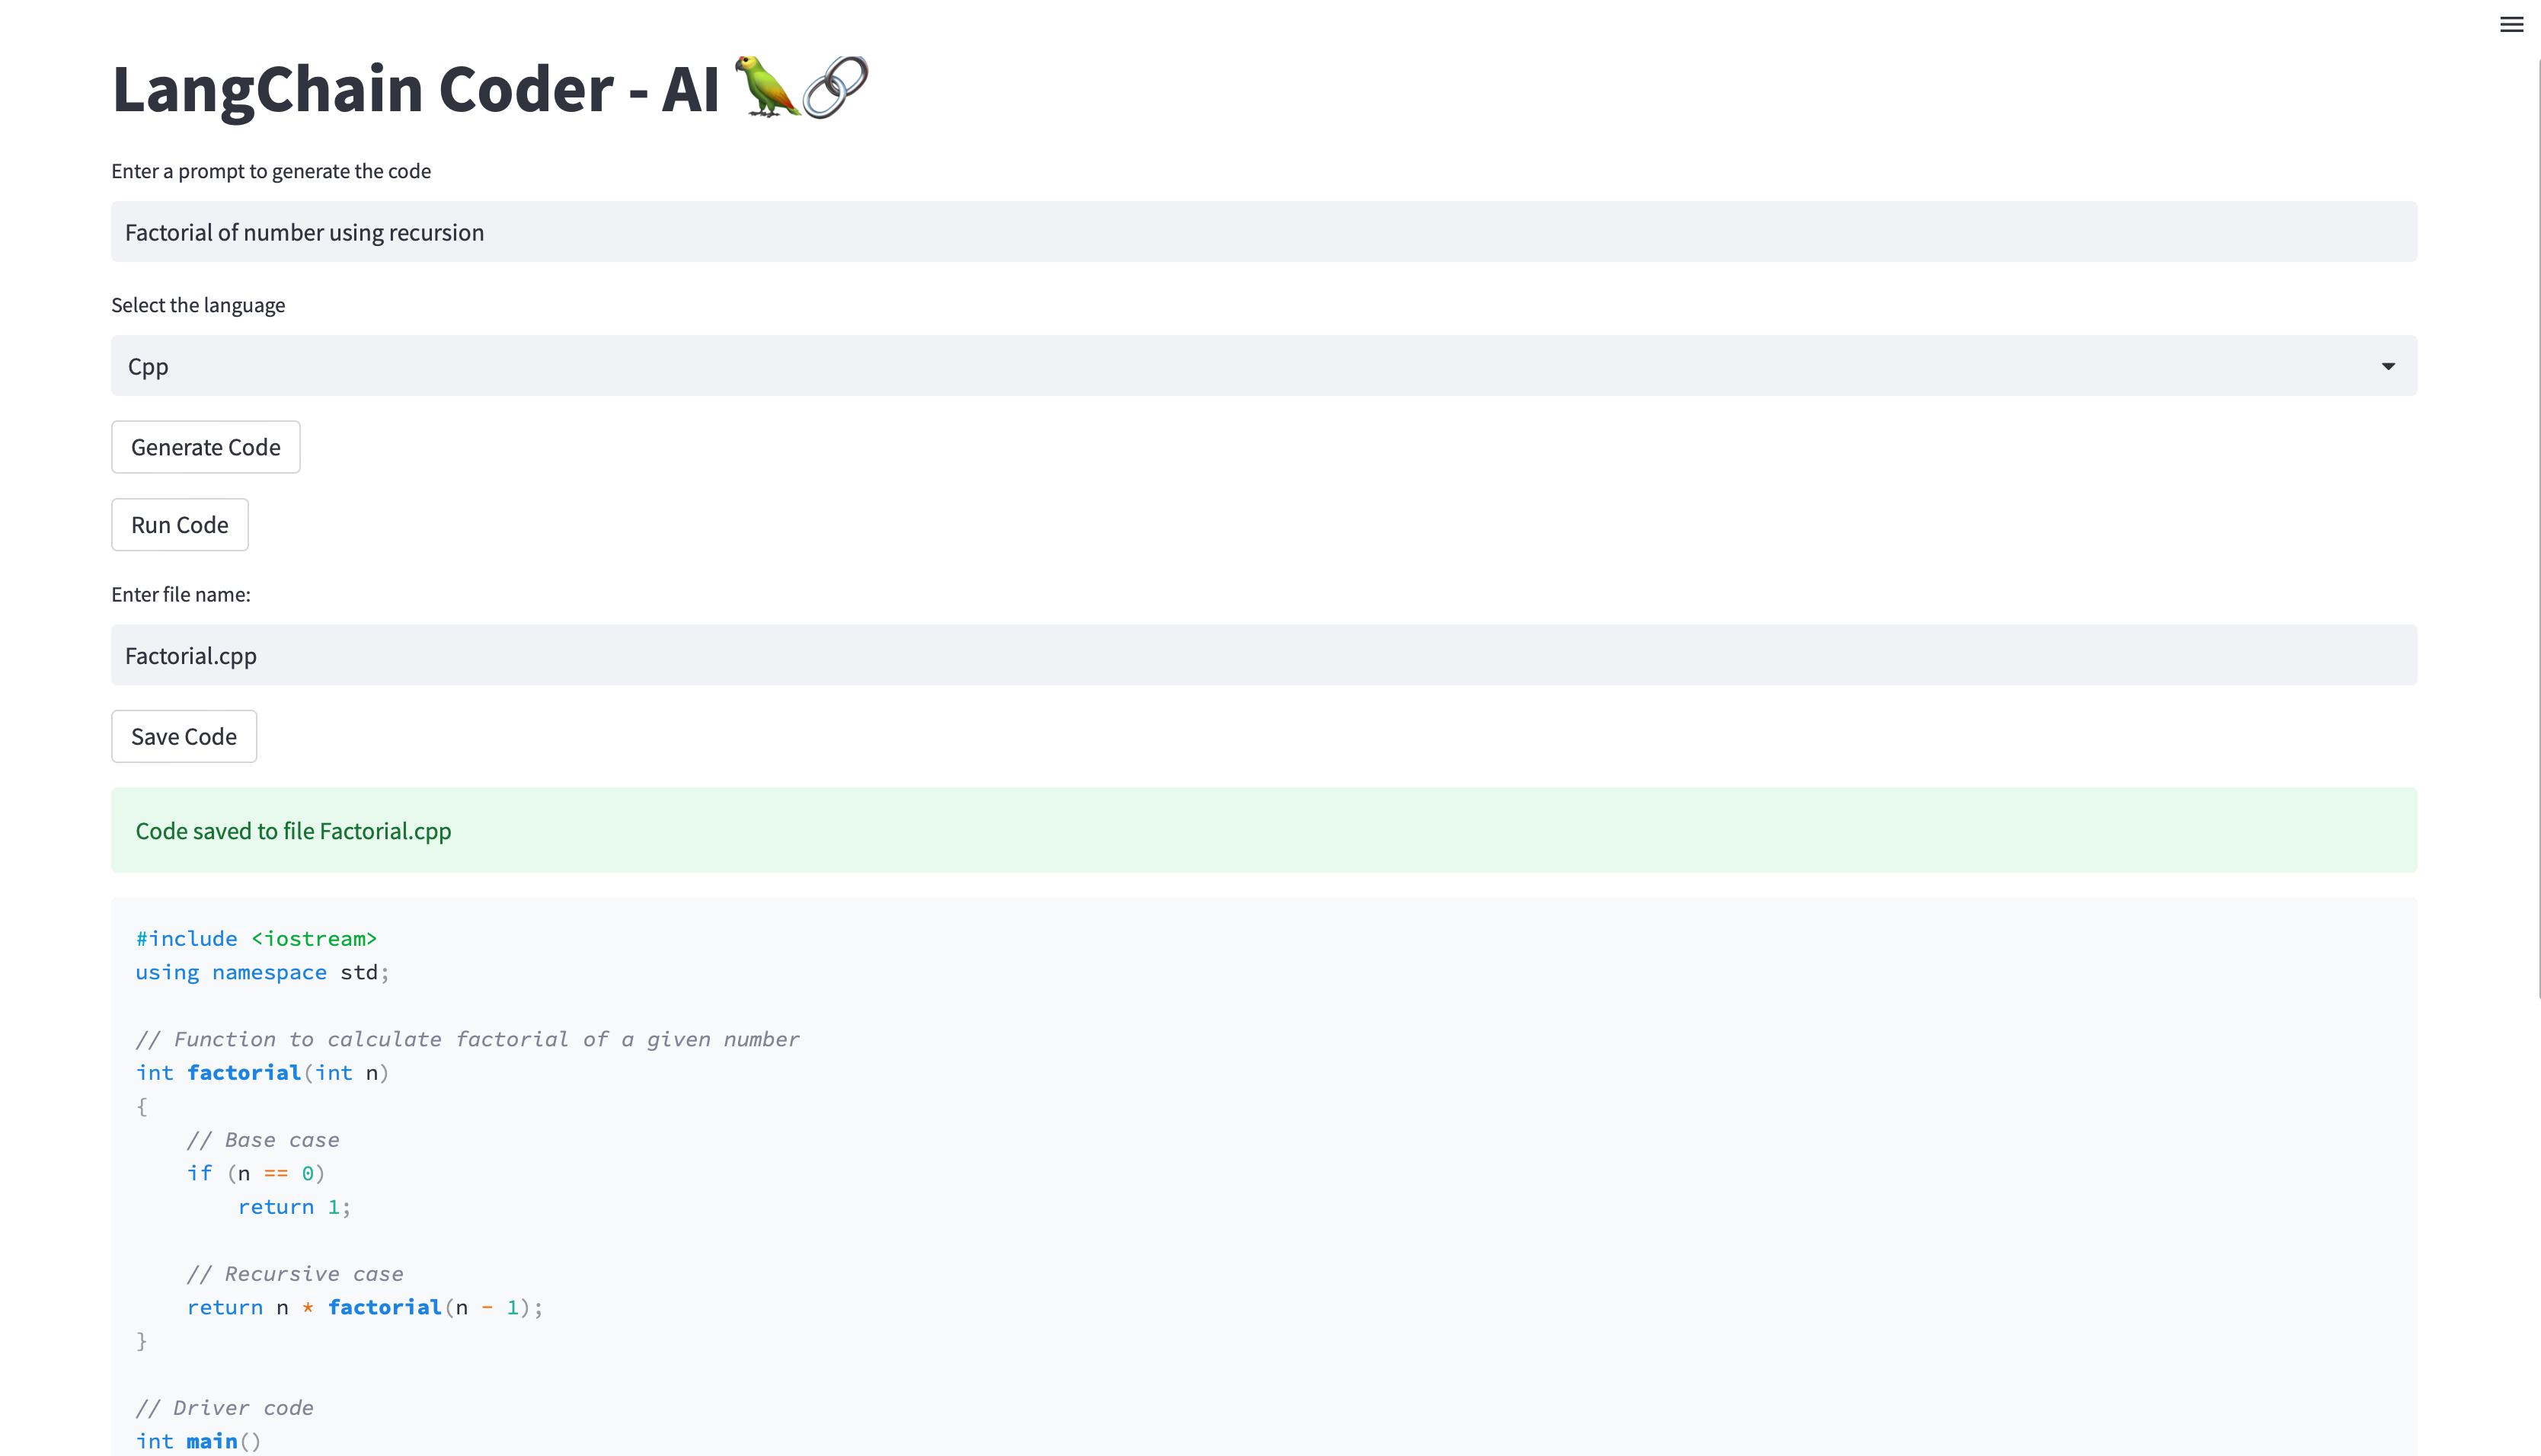 LangChain Coder - AI 🦜🔗
Enter a prompt to generate the code
Factorial of number using recursion
Select the language
Cpp
Generate Code
Run Code
Enter file name:
Factorial.cpp
Save Code
Code saved to file Factorial.cpp
#include <iostream>
using namespace std;
// Function to calculate factorial of a given number
int factorial(int n)
{
    // Base case
    if (n == 0)
        return 1;
    // Recursive case
    return n * factorial(n - 1);
}
// Driver code
int main()